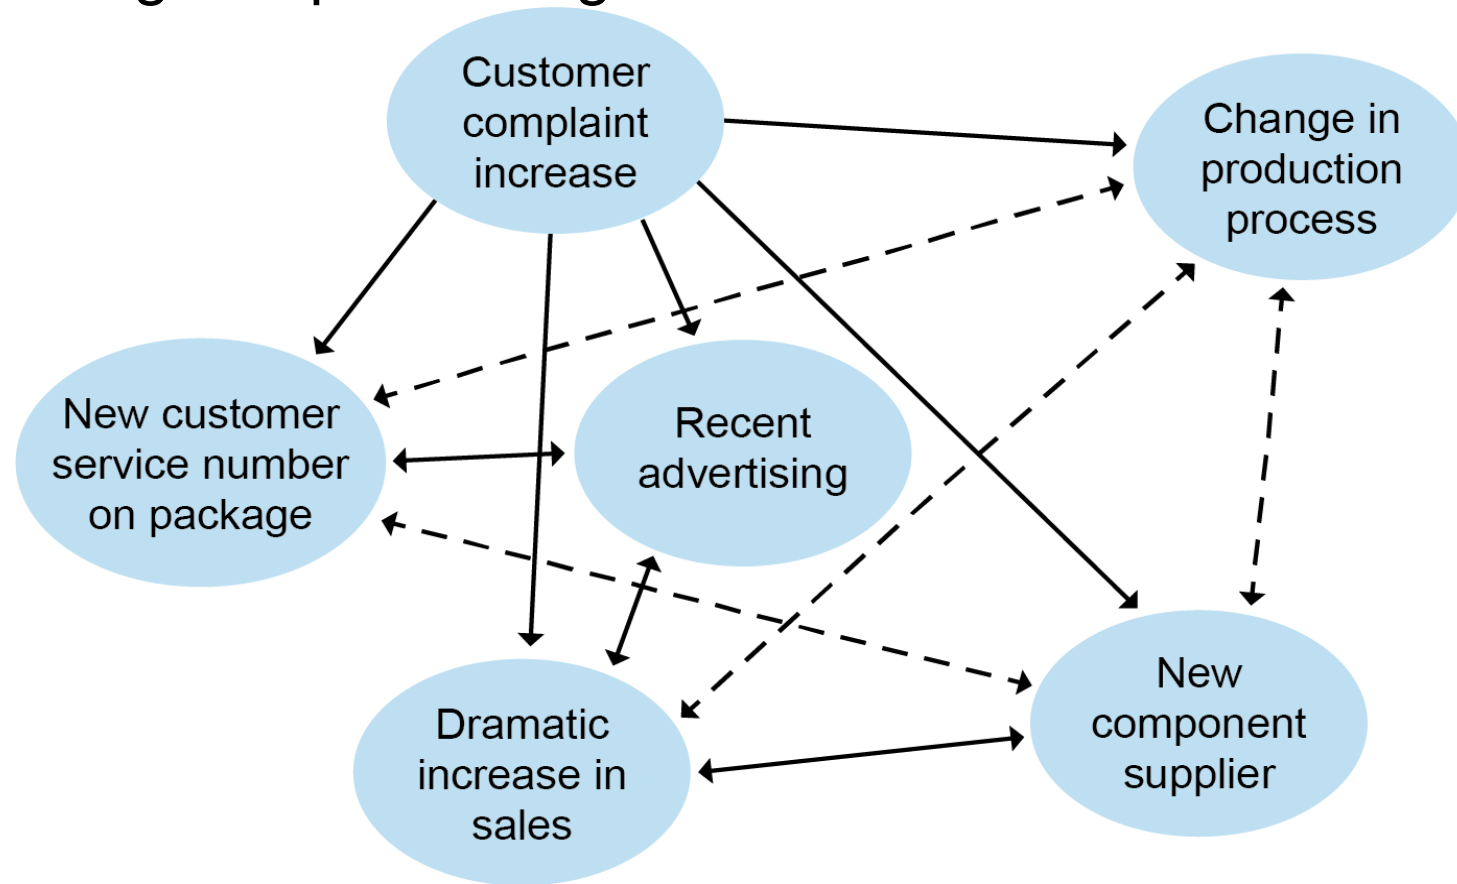 Customer
complaint
increase
Change in
production
process
New customer
service number
on package
Recent
advertising
Dramatic
increase in
sales
New
component
supplier